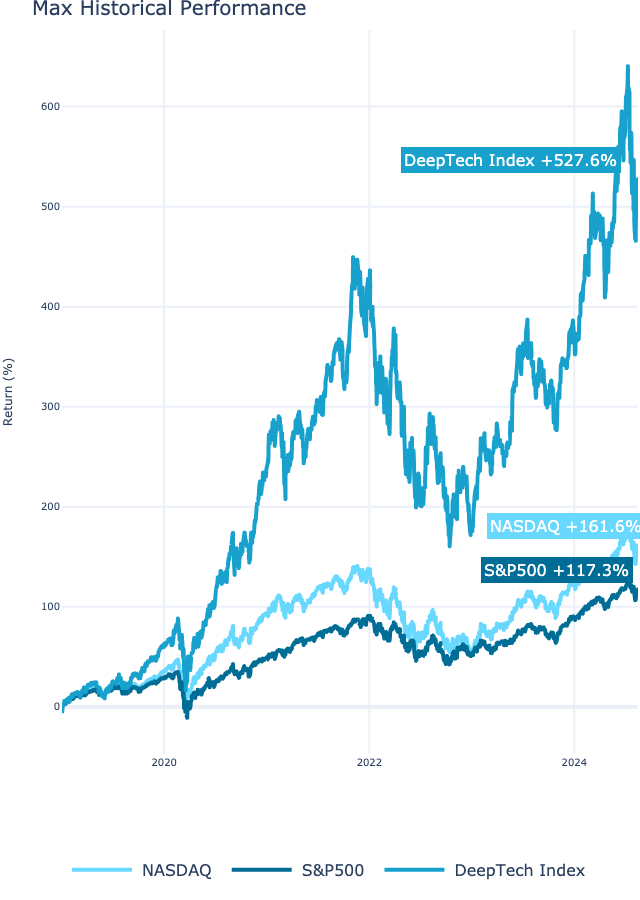 Max Historical Performance
600
DeepTech Index +527.6%
500
400
Return (%)
300
200
NASDAQ +161.6%
S&P500 +117.3%
100
0
2020 2022 2024
NASDAQ S&P500 DeepTech Index